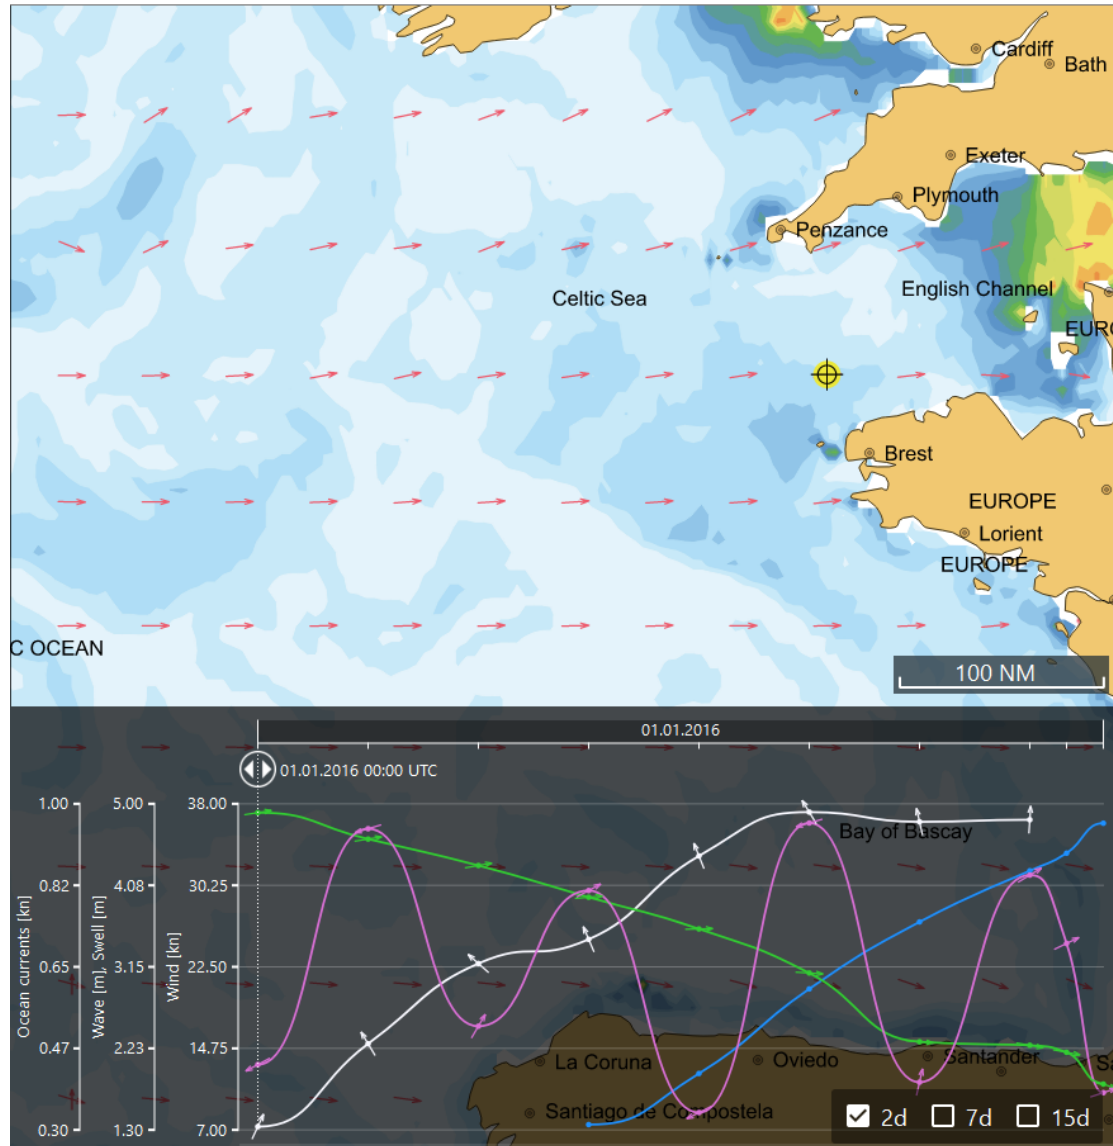 Cardiff
Bath
Exeter
Plymouth
Penzance
English Channel
Celtic Sea
EURO
Brest
EUROPE
Lorient
EUROPE
C OCEAN
100 NM
01.01.2016
01.01.2016 00:00 UTC
1.00 5.00 38.00
Bay of Bascay
0.82 4.08 30.25
0.65 3.15 22.50
0.47 2.23 14.75
0.30 1.30 7.00
Ocean currents [kn]
Wave [m], Swell [m]
Wind [kn]
La Coruna
Oviedo
Santander
Sa
Santiago de Compostela
2d 7d 15d